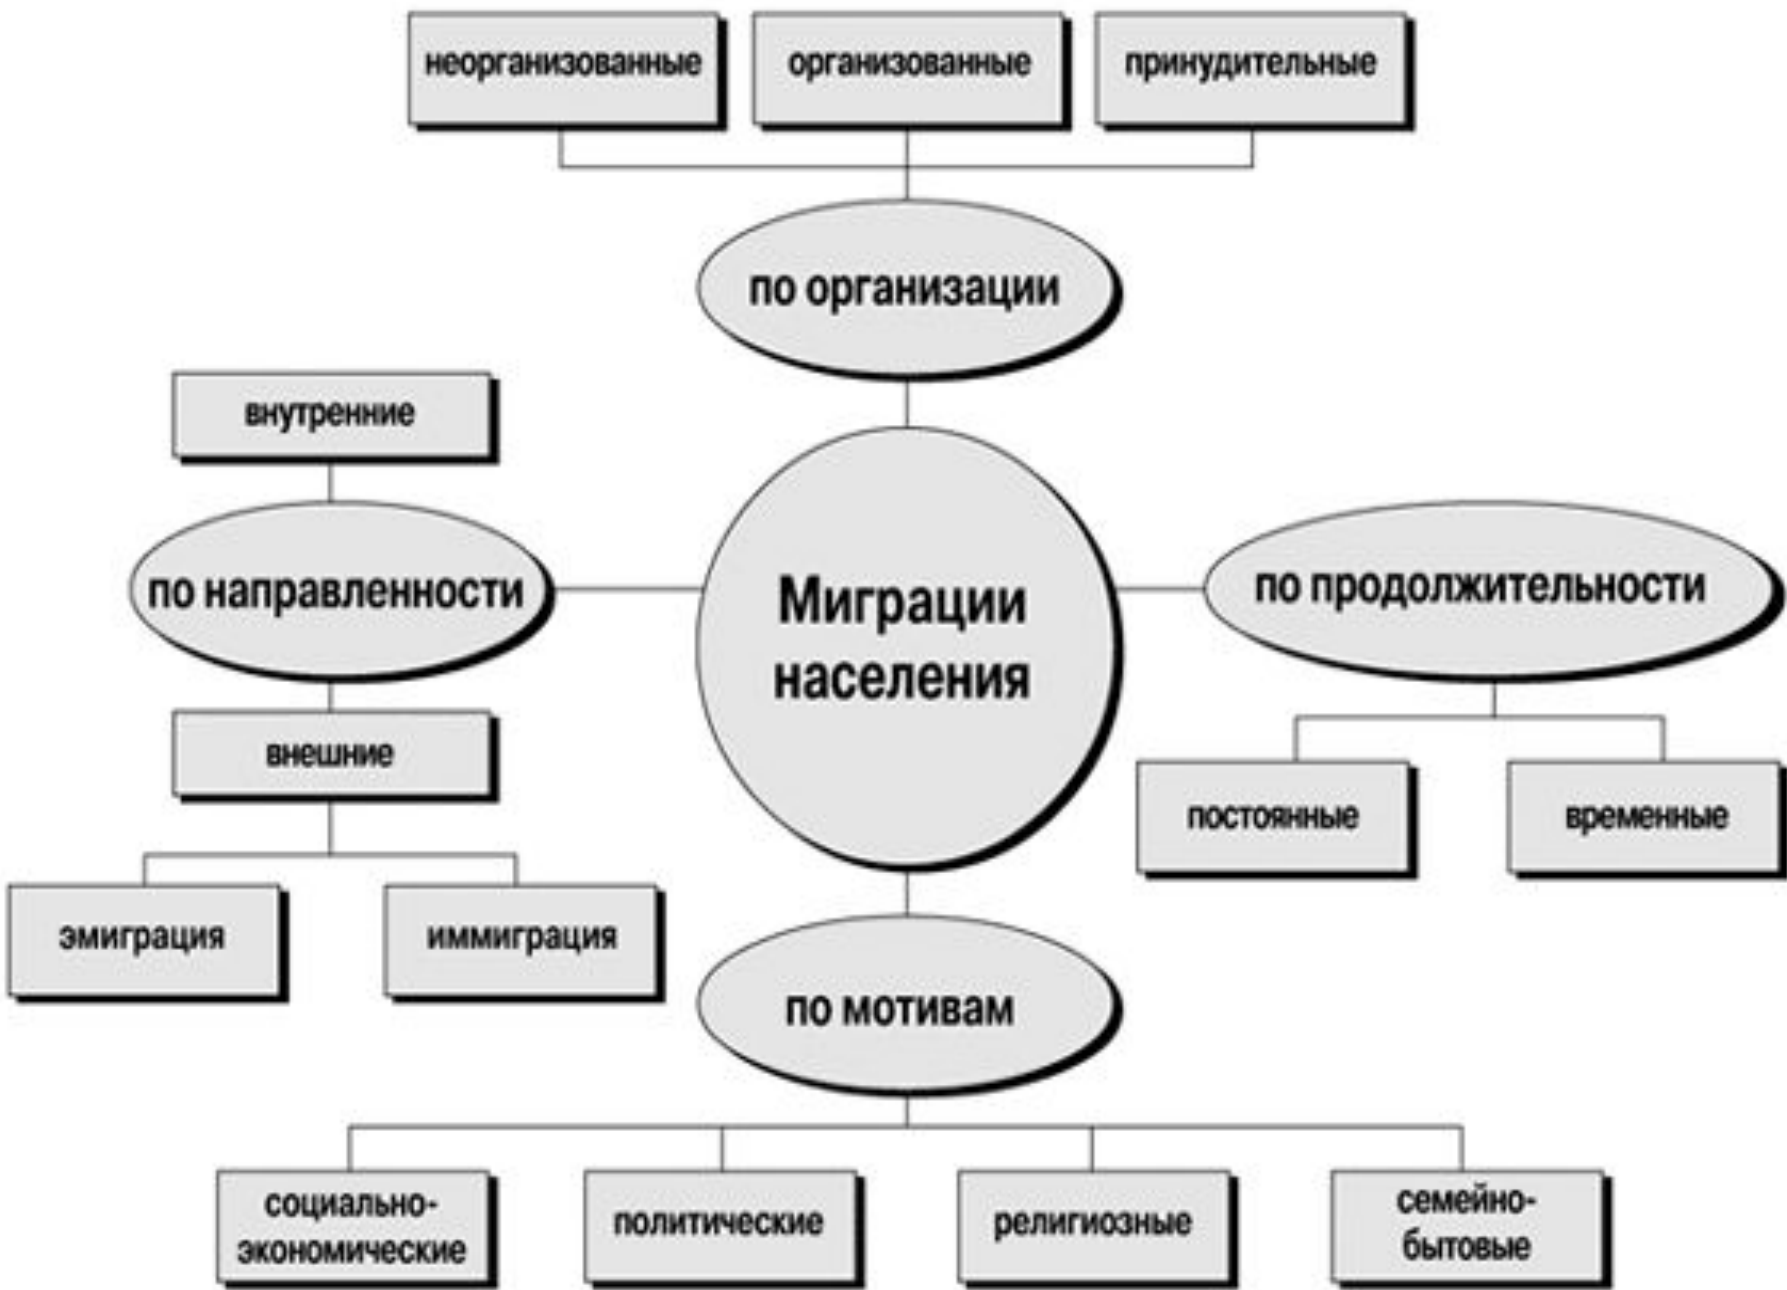 неорганизованные
организованные
принудительные
по организации
внутренние
по направленности
Миграции
населения
по продолжительности
внешние
постоянные
временные
эмиграция
иммиграция
по мотивам
социально-
экономические
политические
религиозные
семейно-
бытовые